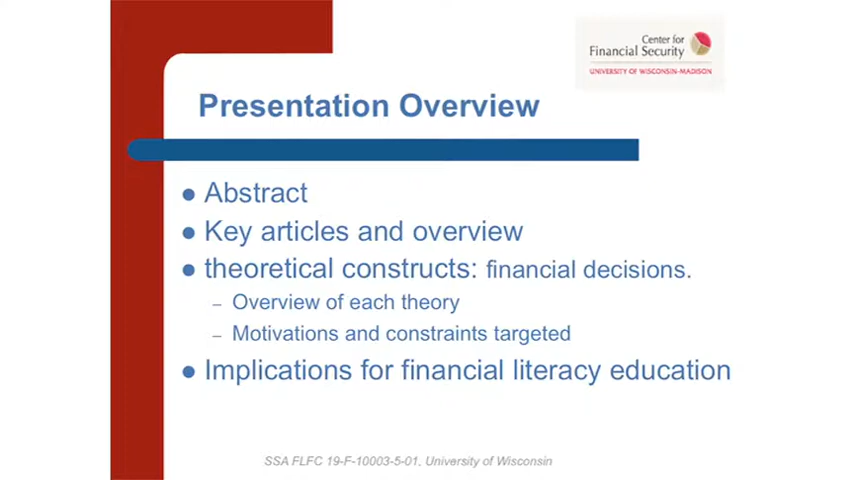 Center for
Financial Security
UNIVERSITY OF WISCONSIN-MADISON
Presentation Overview
● Abstract
● Key articles and overview
● theoretical constructs: financial decisions.
– Overview of each theory
– Motivations and constraints targeted
● Implications for financial literacy education
SSA FLFC 19-F-10003-5-01, University of Wisconsin